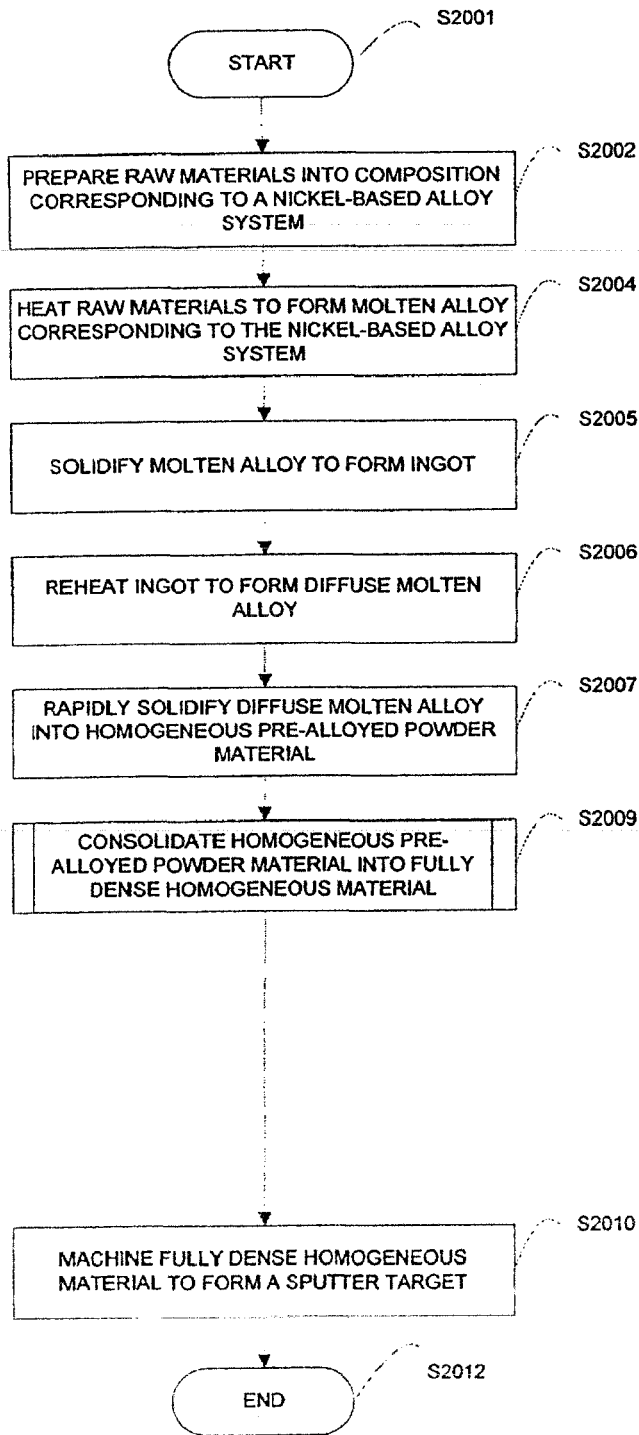 S2001
START
S2002
PREPARE RAW MATERIALS INTO COMPOSITION
CORRESPONDING TO A NICKEL-BASED ALLOY
SYSTEM
S2004
HEAT RAW MATERIALS TO FORM MOLTEN ALLOY
CORRESPONDING TO THE NICKEL-BASED ALLOY
SYSTEM
S2005
SOLIDIFY MOLTEN ALLOY TO FORM INGOT
S2006
REHEAT INGOT TO FORM DIFFUSE MOLTEN
ALLOY
S2007
RAPIDLY SOLIDIFY DIFFUSE MOLTEN ALLOY
INTO HOMOGENEOUS PRE-ALLOYED POWDER
MATERIAL
S2009
CONSOLIDATE HOMOGENEOUS PRE-
ALLOYED POWDER MATERIAL INTO FULLY
DENSE HOMOGENEOUS MATERIAL
S2010
MACHINE FULLY DENSE HOMOGENEOUS
MATERIAL TO FORM A SPUTTER TARGET
S2012
END